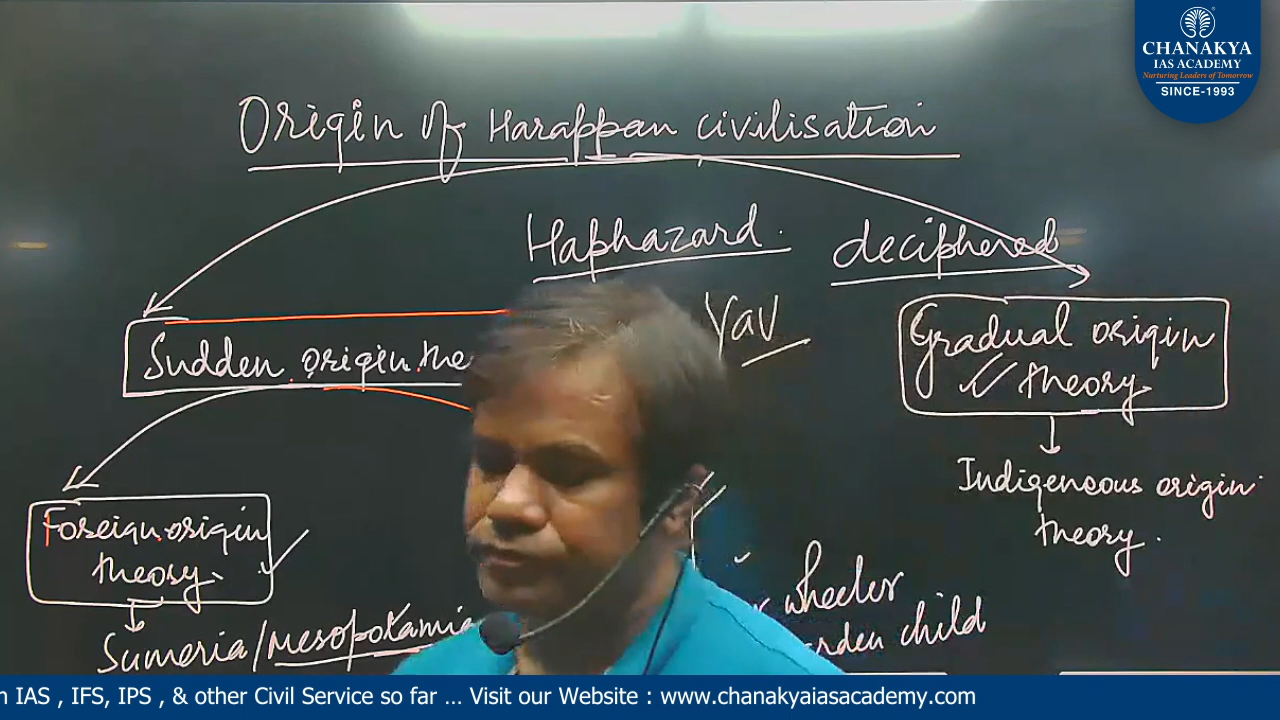 CHANAKYA
IAS ACADEMY
Nurturing Leaders of Tomorrow
SINCE-1993
Origin of Harappan civilisation
Haphazard. deciphered
Sudden origin the
Yav
Gradual origin
theory.
Indigeneous origin
theory.
Foreign origin
theory.
Sumeria/Mesopotamia
r wheeler
orden child
n IAS , IFS, IPS , & other Civil Service so far ... Visit our Website : www.chanakyaiasacademy.com